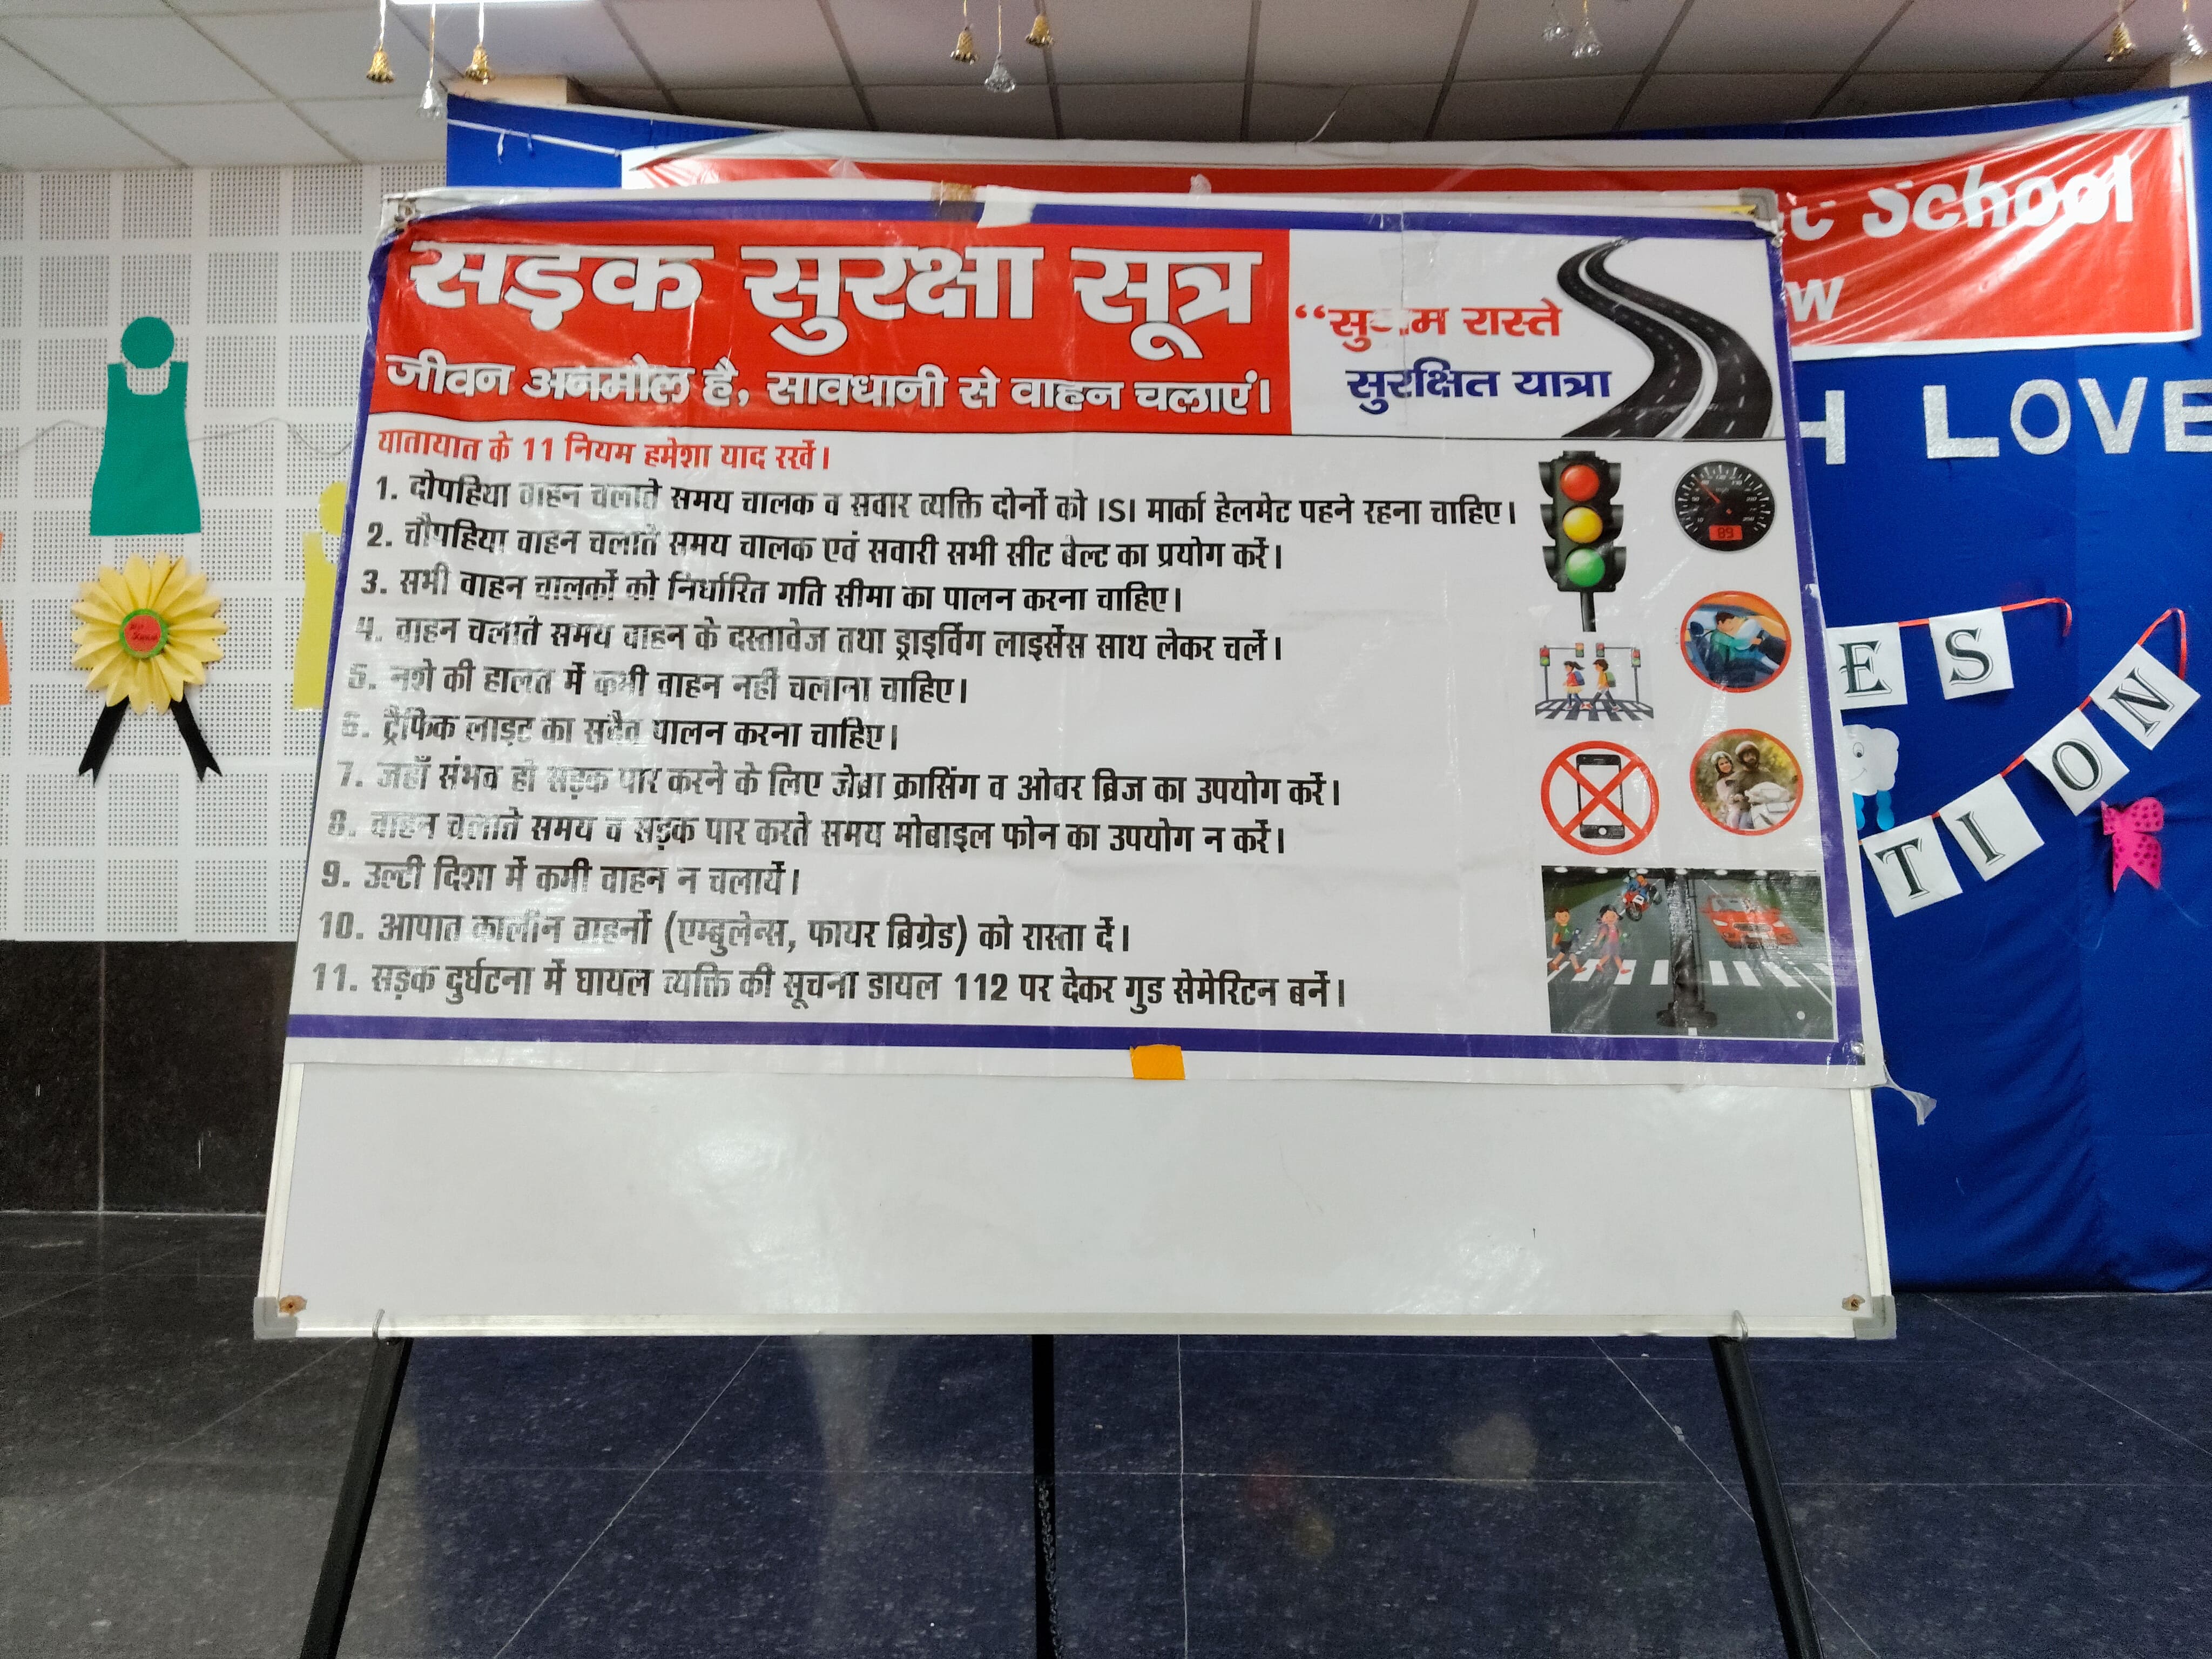 सड़क सुरक्षा सूत्र
जीवन अनमोल है, सावधानी से वाहन चलाएं।
“सुगम रास्ते
सुरक्षित यात्रा
यातायात के 11 नियम हमेशा याद रखें।
1. दोपहिया वाहन चलाते समय चालक व सवार व्यक्ति दोनों को ISI मार्का हेलमेट पहने रहना चाहिए।
2. चौपहिया वाहन चलाते समय चालक एवं सवारी सभी सीट बेल्ट का प्रयोग करें।
3. सभी वाहन चालकों को निर्धारित गति सीमा का पालन करना चाहिए।
4. वाहन चलाते समय वाहन के दस्तावेज तथा ड्राइविंग लाइसेंस साथ लेकर चलें।
5. नशे की हालत में कभी वाहन नहीं चलाना चाहिए।
6. ट्रैफिक लाइट का सदैव पालन करना चाहिए।
7. जहाँ संभव हो सड़क पार करने के लिए जेब्रा क्रासिंग व ओवर ब्रिज का उपयोग करें।
8. वाहन चलाते समय व सड़क पार करते समय मोबाइल फोन का उपयोग न करें।
9. उल्टी दिशा में कभी वाहन न चलायें।
10. आपात कालीन वाहनों (एम्बुलेन्स, फायर ब्रिग्रेड) को रास्ता दें।
11. सड़क दुर्घटना में घायल व्यक्ति की सूचना डायल 112 पर देकर गुड सेमेरिटन बनें।
89
School
W
H LOVE
E S
T I O N